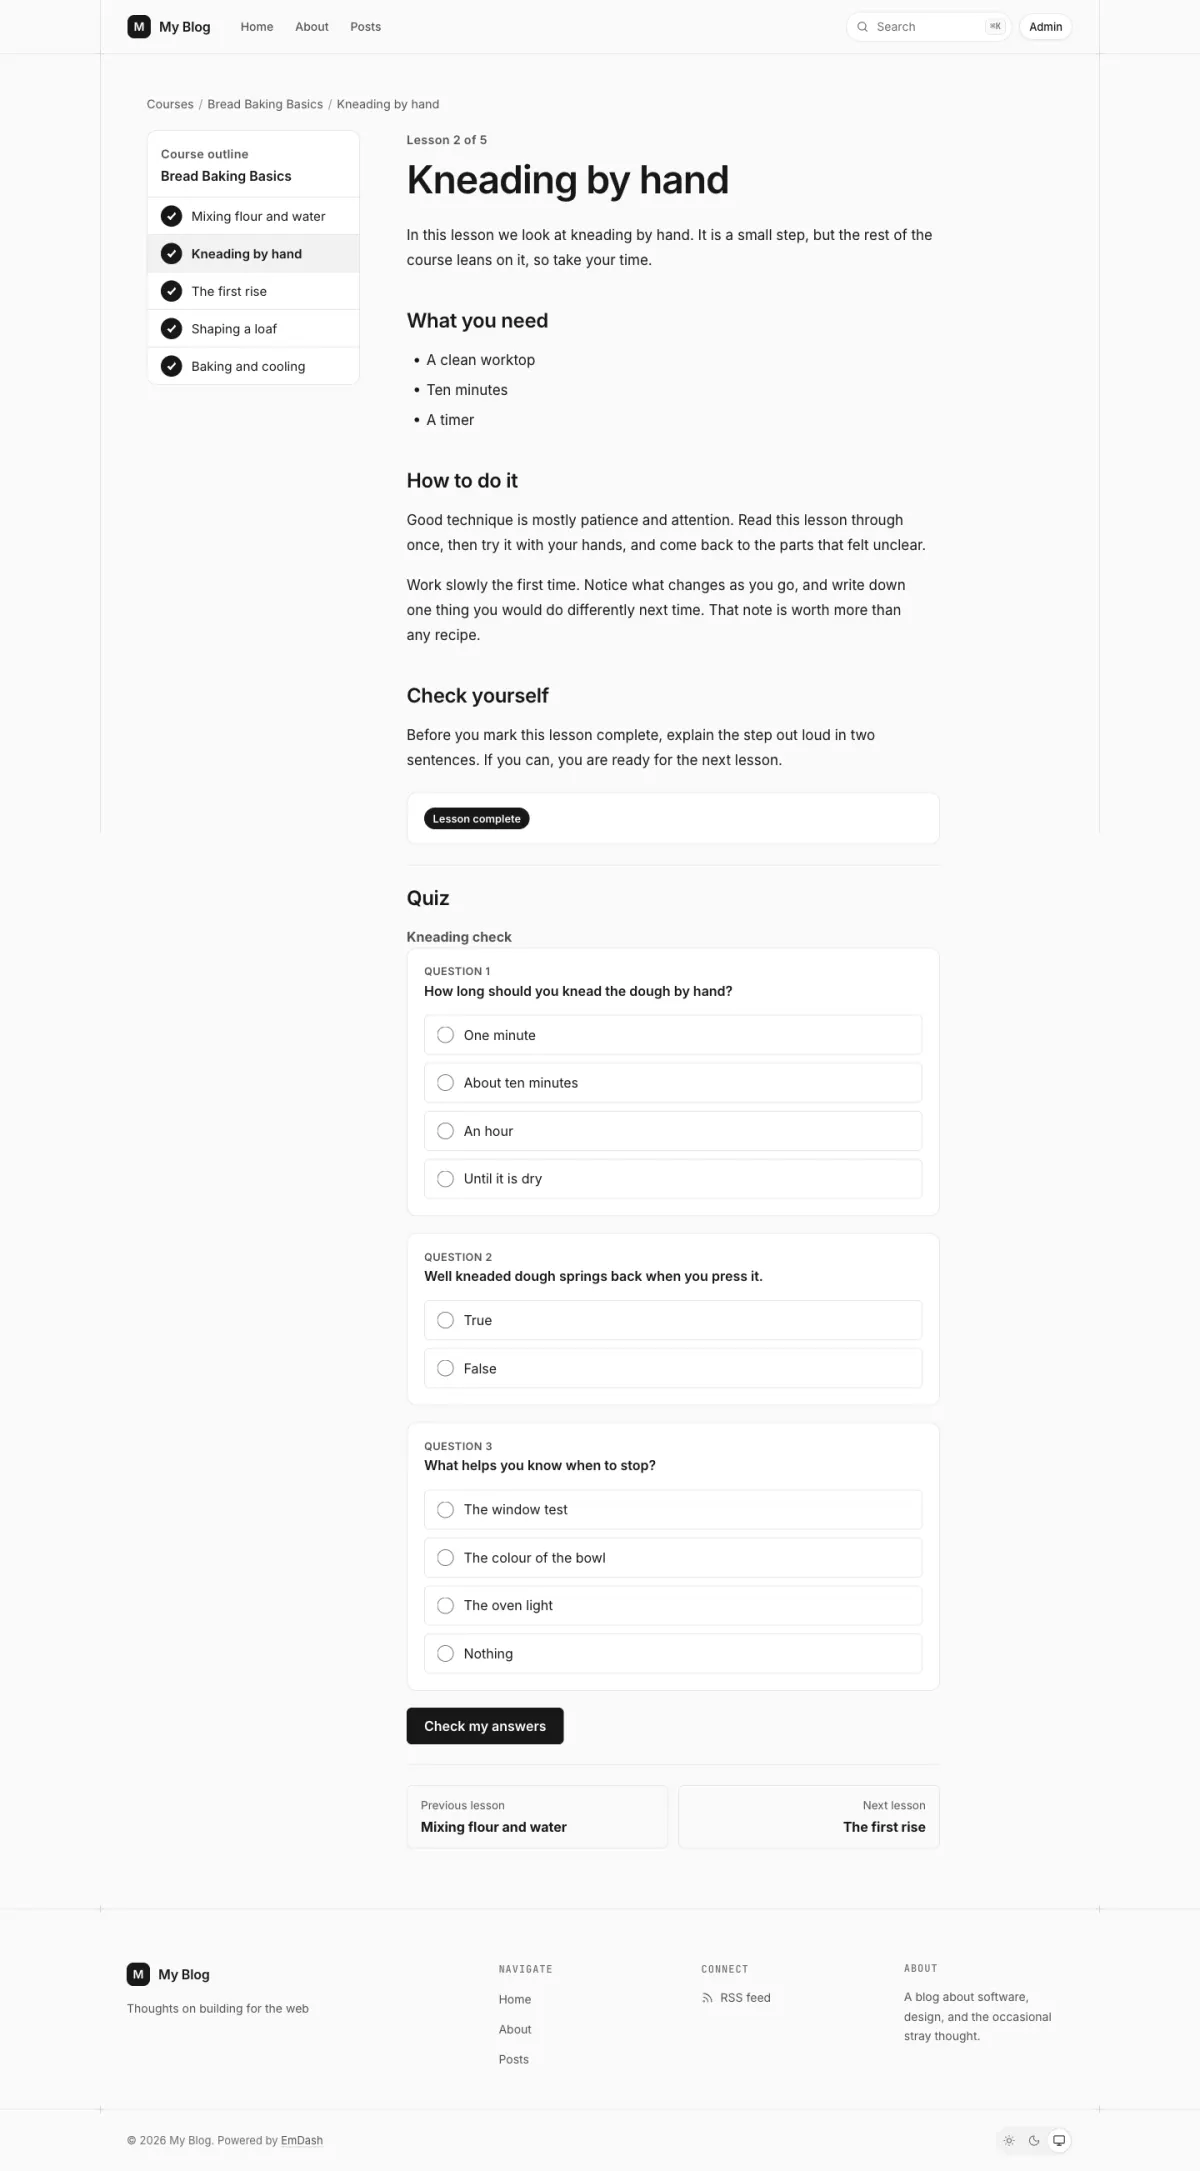 M My Blog Home About Posts Search ⌘K Admin
Courses / Bread Baking Basics / Kneading by hand
Course outline
Bread Baking Basics
Mixing flour and water
Kneading by hand
The first rise
Shaping a loaf
Baking and cooling
Lesson 2 of 5
Kneading by hand
In this lesson we look at kneading by hand. It is a small step, but the rest of the
course leans on it, so take your time.
What you need
• A clean worktop
• Ten minutes
• A timer
How to do it
Good technique is mostly patience and attention. Read this lesson through
once, then try it with your hands, and come back to the parts that felt unclear.
Work slowly the first time. Notice what changes as you go, and write down
one thing you would do differently next time. That note is worth more than
any recipe.
Check yourself
Before you mark this lesson complete, explain the step out loud in two
sentences. If you can, you are ready for the next lesson.
Lesson complete
Quiz
Kneading check
QUESTION 1
How long should you knead the dough by hand?
One minute
About ten minutes
An hour
Until it is dry
QUESTION 2
Well kneaded dough springs back when you press it.
True
False
QUESTION 3
What helps you know when to stop?
The window test
The colour of the bowl
The oven light
Nothing
Check my answers
Previous lesson
Mixing flour and water
Next lesson
The first rise
M My Blog
Thoughts on building for the web
NAVIGATE
Home
About
Posts
CONNECT
RSS feed
ABOUT
A blog about software,
design, and the occasional
stray thought.
© 2026 My Blog. Powered by EmDash